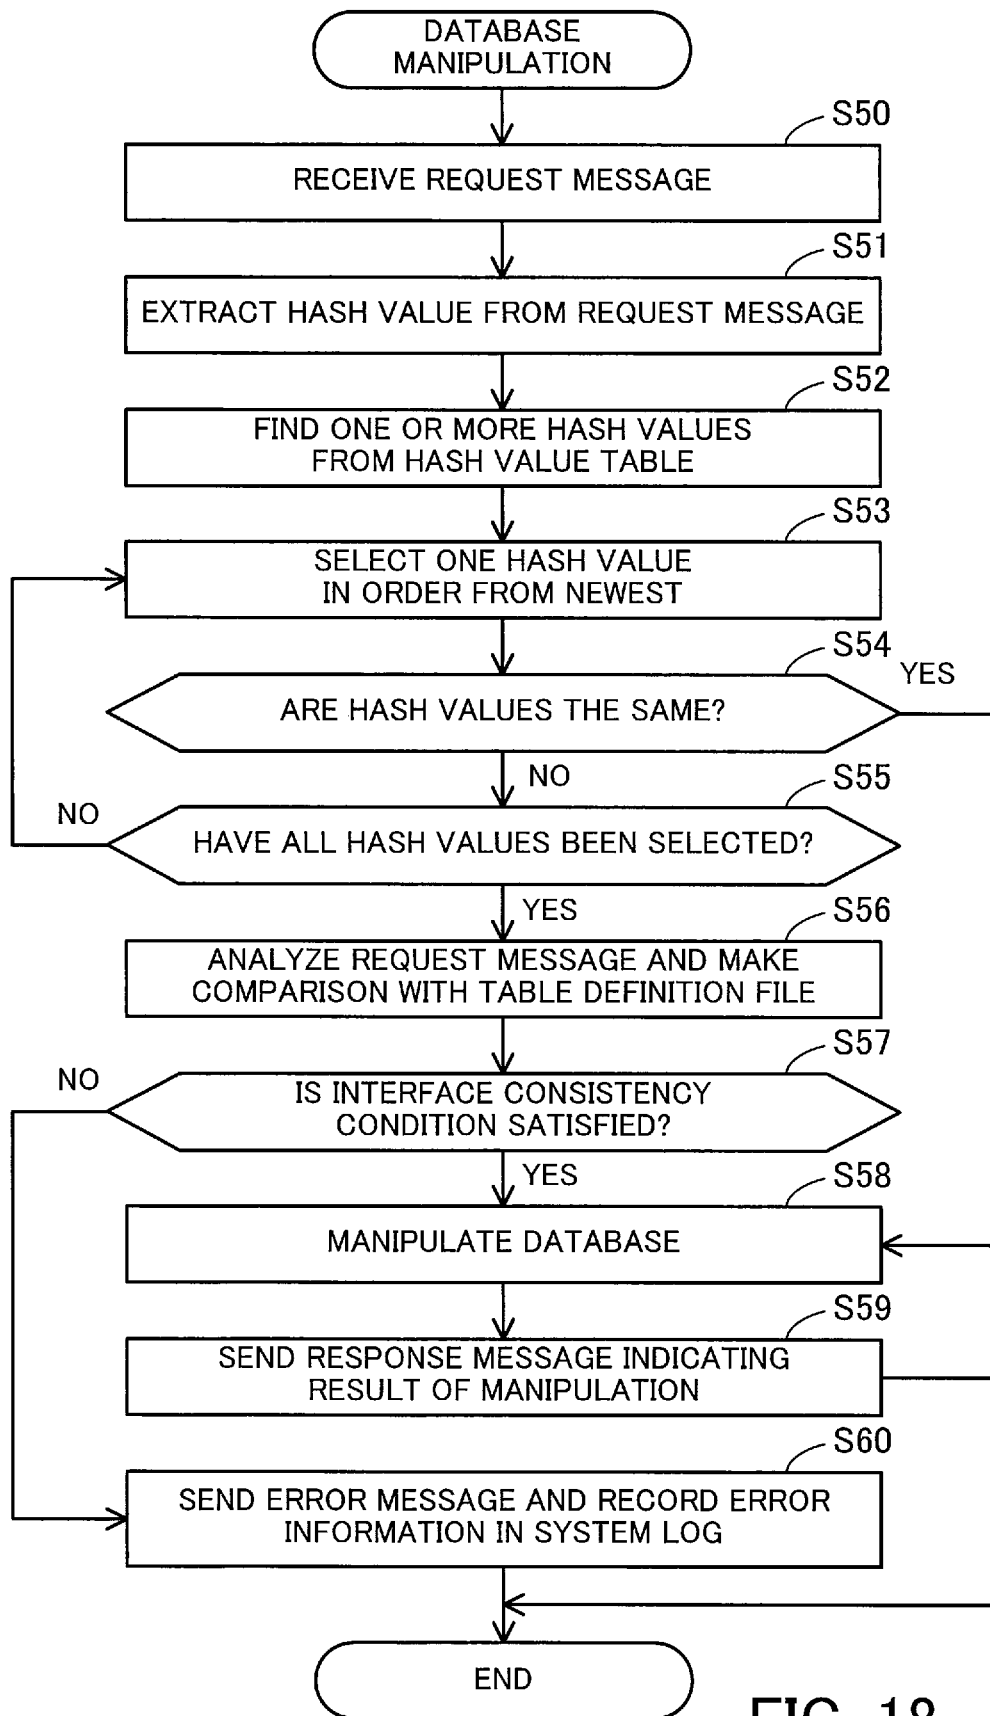 DATABASE
MANIPULATION
S50
RECEIVE REQUEST MESSAGE
S51
EXTRACT HASH VALUE FROM REQUEST MESSAGE
S52
FIND ONE OR MORE HASH VALUES
FROM HASH VALUE TABLE
S53
SELECT ONE HASH VALUE
IN ORDER FROM NEWEST
S54
YES
ARE HASH VALUES THE SAME?
NO
S55
NO
HAVE ALL HASH VALUES BEEN SELECTED?
YES
S56
ANALYZE REQUEST MESSAGE AND MAKE
COMPARISON WITH TABLE DEFINITION FILE
S57
NO
IS INTERFACE CONSISTENCY
CONDITION SATISFIED?
YES
S58
MANIPULATE DATABASE
S59
SEND RESPONSE MESSAGE INDICATING
RESULT OF MANIPULATION
S60
SEND ERROR MESSAGE AND RECORD ERROR
INFORMATION IN SYSTEM LOG
END
FIG. 18